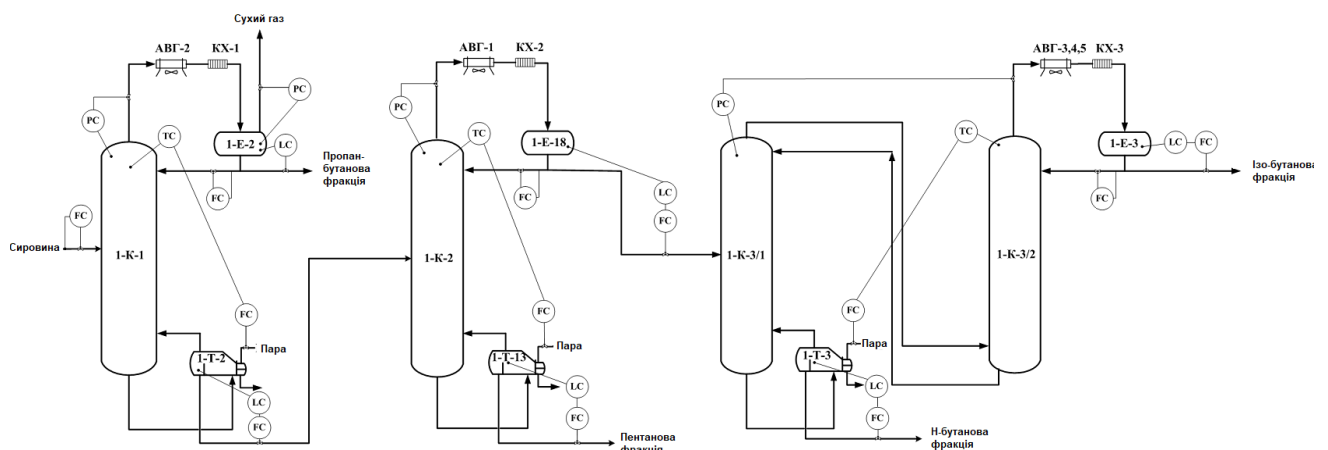 Сухий газ
АВГ-2
КХ-1
АВГ-1
КХ-2
АВГ-3,4,5
КХ-3
PC
PC
TC
1-Е-2
LC
Пропан-
бутанова
фракція
FC
FC
Сировина
1-К-1
FC
Пара
1-Т-2
LC
FC
PC
TC
1-Е-18
FC
LC
FC
1-К-2
FC
Пара
1-Т-13
LC
FC
Пентанова
фракція
PC
TC
1-Е-3
LC
FC
FC
Ізо-бутанова
фракція
1-К-3/1
1-К-3/2
FC
Пара
1-Т-3
LC
FC
Н-бутанова
фракція